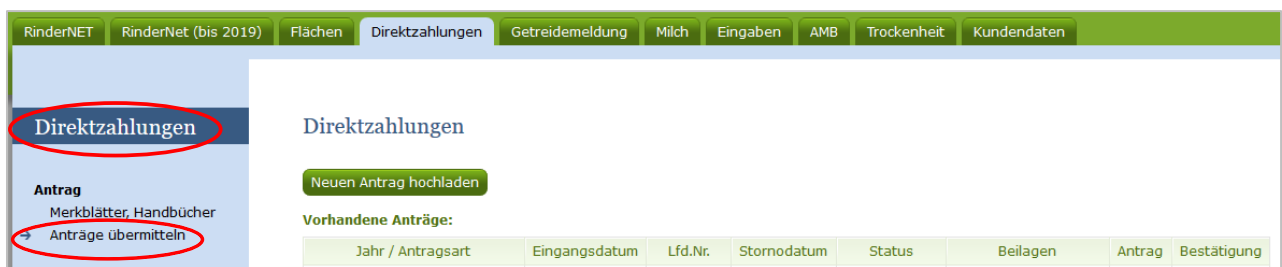 RinderNET RinderNet (bis 2019) Flächen Direktzahlungen Getreidemeldung Milch Eingaben AMB Trockenheit Kundendaten
Direktzahlungen
Antrag
Merkblätter, Handbücher
Anträge übermitteln
Direktzahlungen
Neuen Antrag hochladen
Vorhandene Anträge:
Jahr / Antragsart Eingangsdatum Lfd.Nr. Stornodatum Status Beilagen Antrag Bestätigung